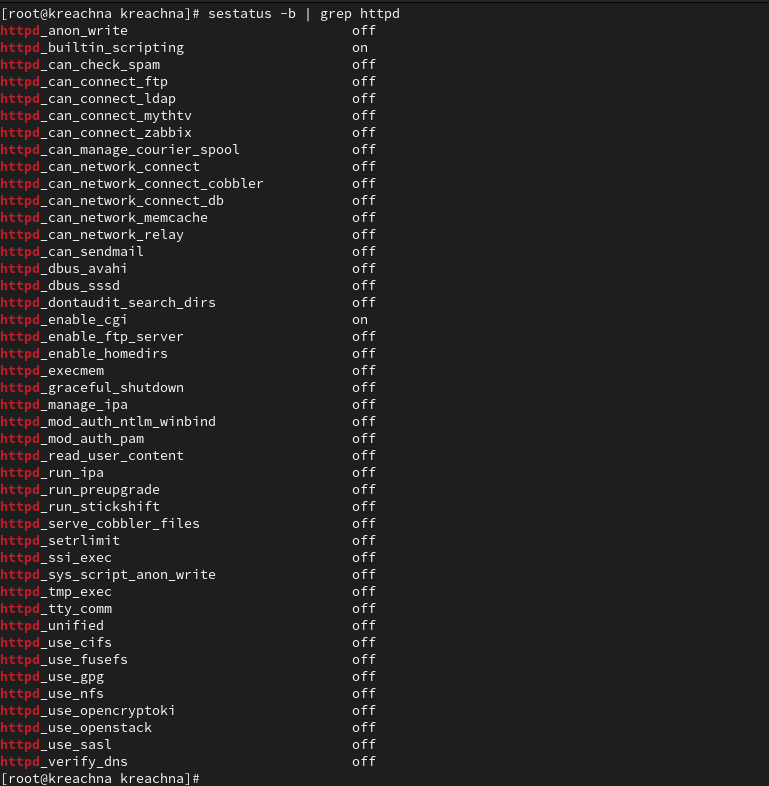 [root@kreachna kreachna]# sestatus -b | grep httpd
httpd_anon_write                            off
httpd_builtin_scripting                     on
httpd_can_check_spam                        off
httpd_can_connect_ftp                       off
httpd_can_connect_ldap                      off
httpd_can_connect_mythtv                    off
httpd_can_connect_zabbix                    off
httpd_can_manage_courier_spool              off
httpd_can_network_connect                   off
httpd_can_network_connect_cobbler           off
httpd_can_network_connect_db                off
httpd_can_network_memcache                  off
httpd_can_network_relay                     off
httpd_can_sendmail                          off
httpd_dbus_avahi                            off
httpd_dbus_sssd                             off
httpd_dontaudit_search_dirs                 off
httpd_enable_cgi                            on
httpd_enable_ftp_server                     off
httpd_enable_homedirs                       off
httpd_execmem                               off
httpd_graceful_shutdown                     off
httpd_manage_ipa                            off
httpd_mod_auth_ntlm_winbind                 off
httpd_mod_auth_pam                          off
httpd_read_user_content                     off
httpd_run_ipa                               off
httpd_run_preupgrade                        off
httpd_run_stickshift                        off
httpd_serve_cobbler_files                   off
httpd_setrlimit                             off
httpd_ssi_exec                              off
httpd_sys_script_anon_write                 off
httpd_tmp_exec                              off
httpd_tty_comm                              off
httpd_unified                               off
httpd_use_cifs                              off
httpd_use_fusefs                            off
httpd_use_gpg                               off
httpd_use_nfs                               off
httpd_use_opencryptoki                      off
httpd_use_openstack                         off
httpd_use_sasl                              off
httpd_verify_dns                            off
[root@kreachna kreachna]#